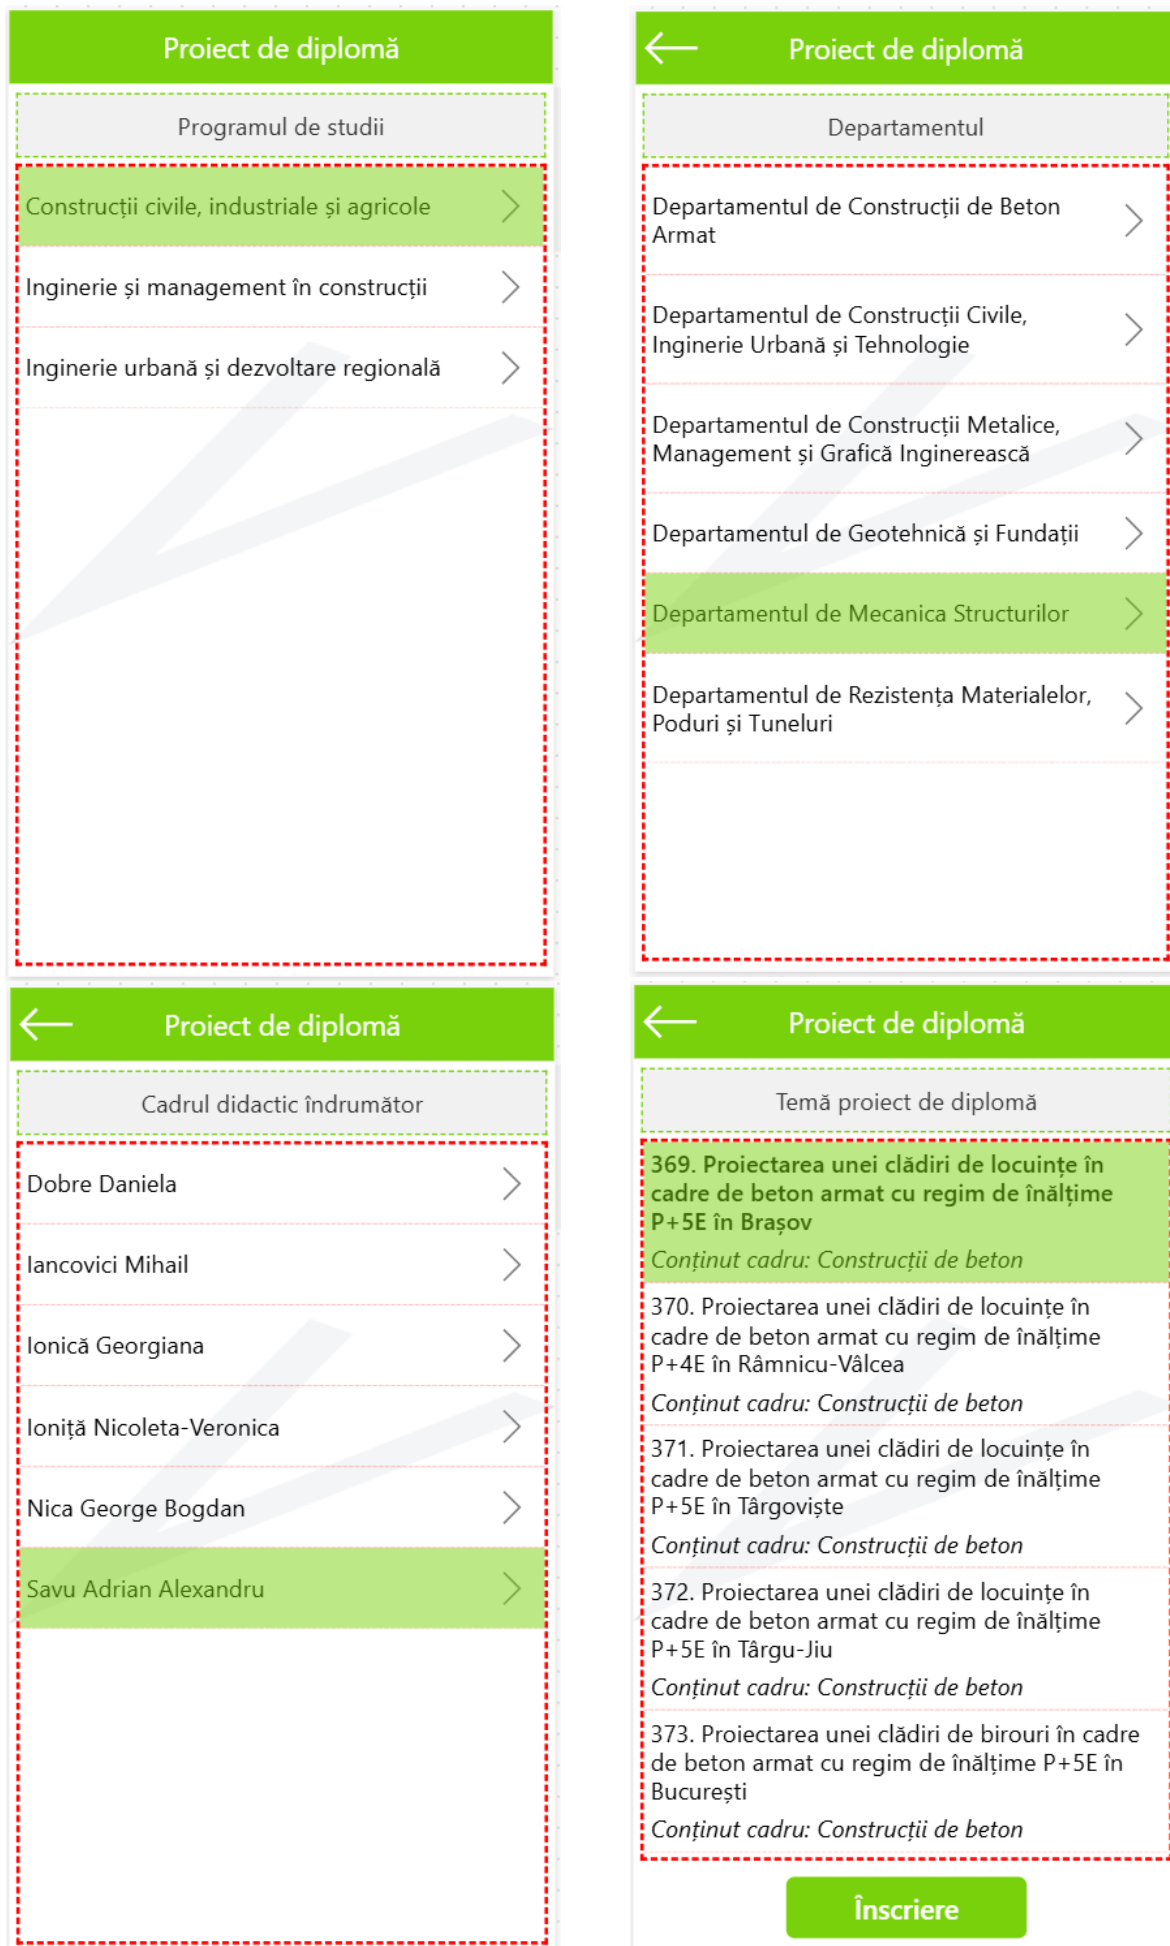 Proiect de diplomă
Programul de studii
Construcții civile, industriale și agricole
Inginerie și management în construcții
Inginerie urbană și dezvoltare regională
Proiect de diplomă
Departamentul
Departamentul de Construcții de Beton
Armat
Departamentul de Construcții Civile,
Inginerie Urbană și Tehnologie
Departamentul de Construcții Metalice,
Management și Grafică Inginerească
Departamentul de Geotehnică și Fundații
Departamentul de Mecanica Structurilor
Departamentul de Rezistența Materialelor,
Poduri și Tuneluri
Proiect de diplomă
Cadrul didactic îndrumător
Dobre Daniela
Iancovici Mihail
Ionică Georgiana
Ioniță Nicoleta-Veronica
Nica George Bogdan
Savu Adrian Alexandru
Proiect de diplomă
Temă proiect de diplomă
369. Proiectarea unei clădiri de locuințe în
cadre de beton armat cu regim de înălțime
P+5E în Brașov
Conținut cadru: Construcții de beton
370. Proiectarea unei clădiri de locuințe în
cadre de beton armat cu regim de înălțime
P+4E în Râmnicu-Vâlcea
Conținut cadru: Construcții de beton
371. Proiectarea unei clădiri de locuințe în
cadre de beton armat cu regim de înălțime
P+5E în Târgoviște
Conținut cadru: Construcții de beton
372. Proiectarea unei clădiri de locuințe în
cadre de beton armat cu regim de înălțime
P+5E în Târgu-Jiu
Conținut cadru: Construcții de beton
373. Proiectarea unei clădiri de birouri în cadre
de beton armat cu regim de înălțime P+5E în
București
Conținut cadru: Construcții de beton
Înscriere